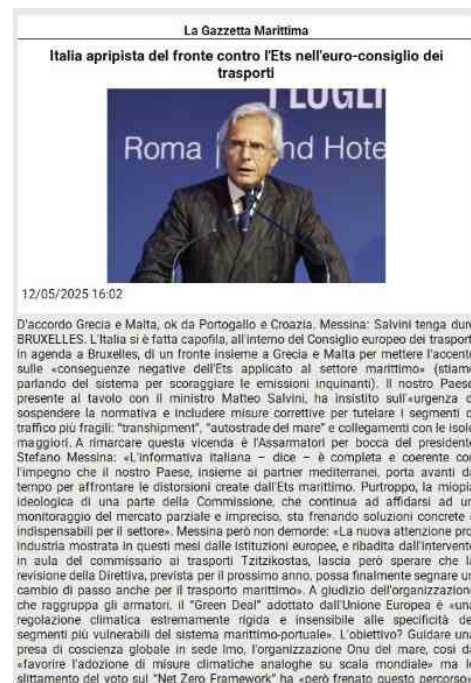 La Gazzetta Marittima
Italia apripista del fronte contro l'Ets nell'euro-consiglio dei
trasporti
Roma
nd Hote
12/05/2025 16:02
D'accordo Grecia e Malta, ok da Portogallo e Croazia. Messina: Salvini tenga duro
BRUXELLES. L'Italia si è fatta capofila, all'interno del Consiglio europeo dei trasporti
in agenda a Bruxelles, di un fronte insieme a Grecia e Malta per mettere l'accento
sulle «conseguenze negative dell'Ets applicato al settore marittimo» (stiamo
parlando del sistema per scoraggiare le emissioni inquinanti). Il nostro Paese
presente al tavolo con il ministro Matteo Salvini, ha insistito sull'«urgenza d
sospendere la normativa e includere misure correttive per tutelare i segmenti d
traffico più fragili: "transhipment", "autostrade del mare" e collegamenti con le isole
maggiori. A rimarcare questa vicenda è l'Assarmatori per bocca del presidente
Stefano Messina: «L'informativa italiana – dice – è completa e coerente con
l'impegno che il nostro Paese, insieme ai partner mediterranei, porta avanti da
tempo per affrontare le distorsioni create dall'Ets marittimo. Purtroppo, la miopia
ideologica di una parte della Commissione, che continua ad affidarsi ad un
monitoraggio del mercato parziale e impreciso, sta frenando soluzioni concrete e
indispensabili per il settore». Messina però non demorde: «La nuova attenzione pro
industria mostrata in questi mesi dalle istituzioni europee, e ribadita dall'intervento
in aula del commissario ai trasporti Tzitzikostas, lascia però sperare che la
revisione della Direttiva, prevista per il prossimo anno, possa finalmente segnare un
cambio di passo anche per il trasporto marittimo». A giudizio dell'organizzazione
che raggruppa gli armatori, il "Green Deal" adottato dall'Unione Europea è «una
regolazione climatica estremamente rigida e insensibile alle specificità dei
segmenti più vulnerabili del sistema marittimo-portuale». L'obiettivo? Guidare una
presa di coscienza globale in sede Imo, l'organizzazione Onu del mare, così da
«favorire l'adozione di misure climatiche analoghe su scala mondiale» ma lo
slittamento del voto sul "Net Zero Framework" ha «però frenato questo percorso».